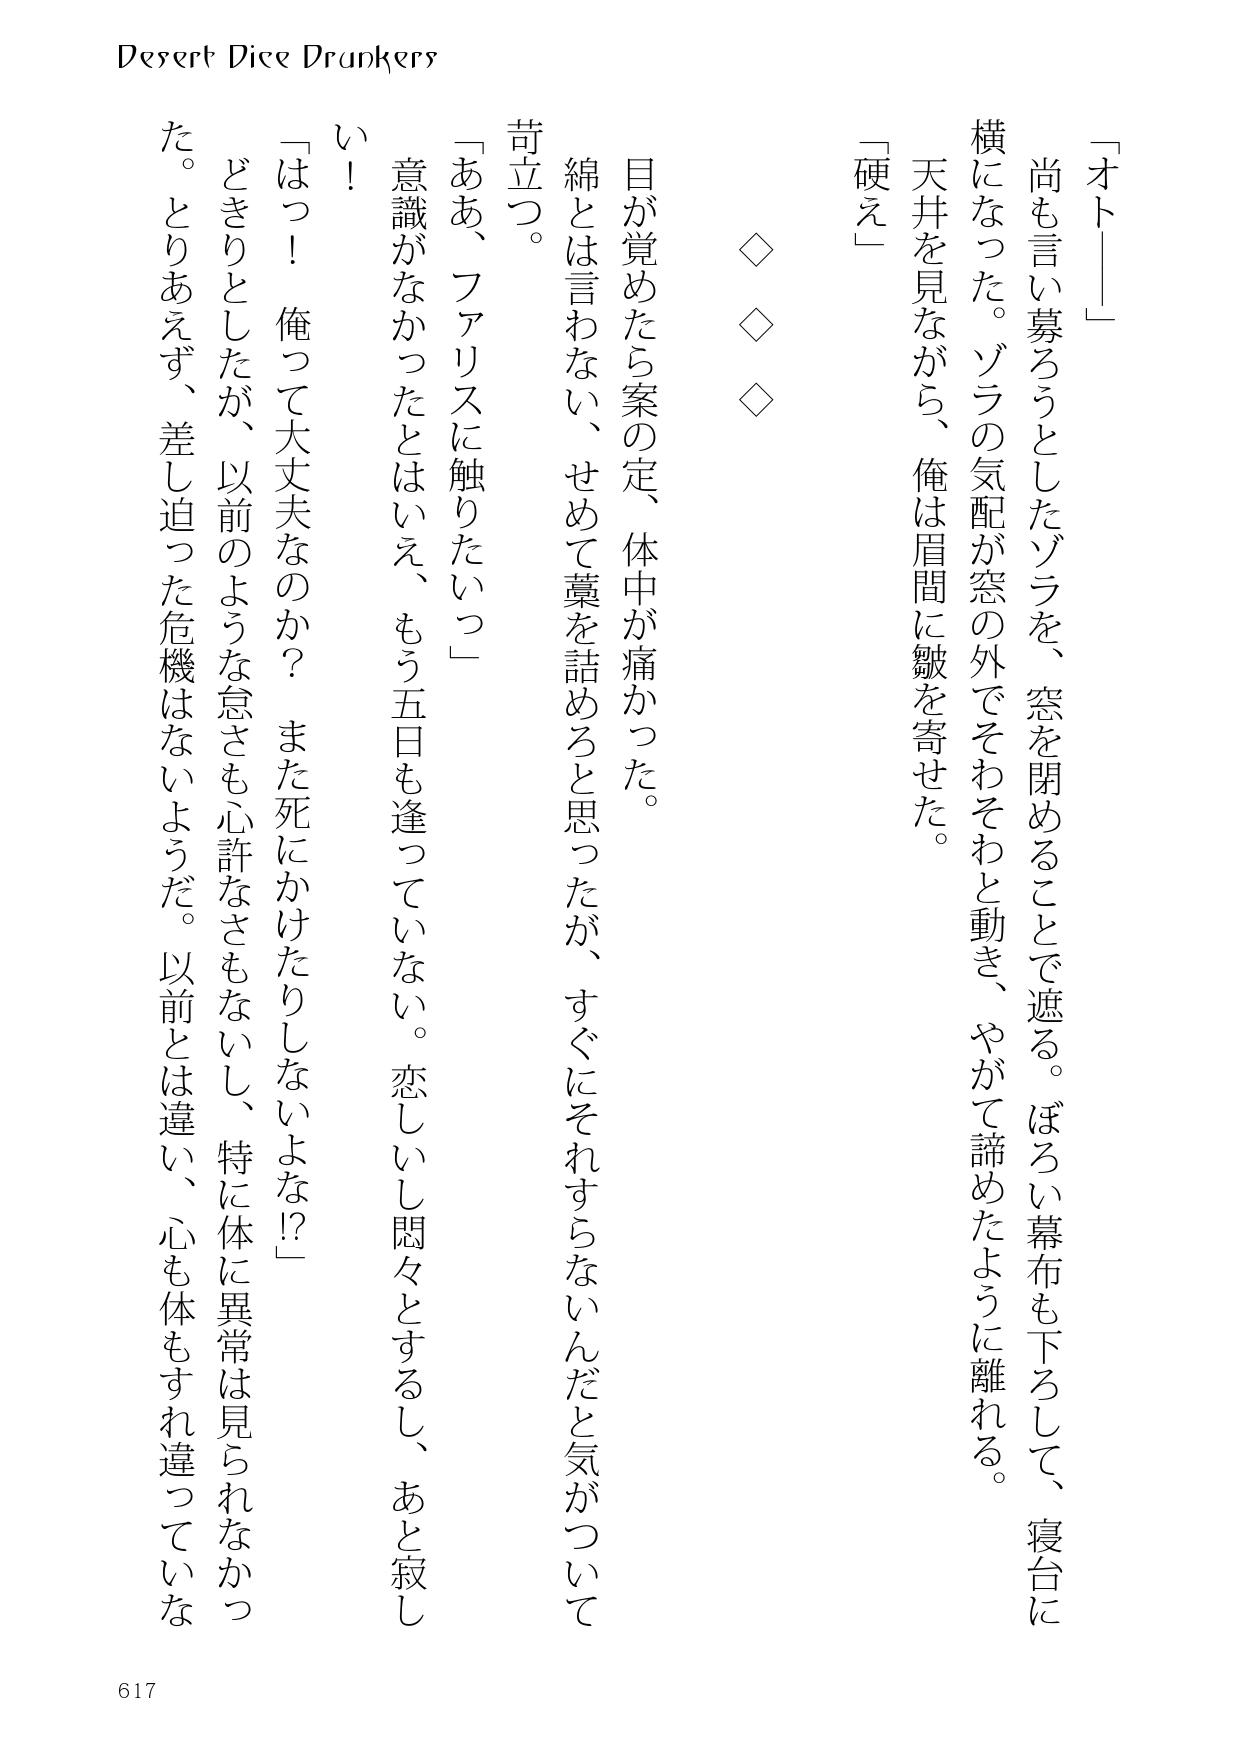 Desert Dice Drunkers
「オト――」
　尚も言い募ろうとしたゾラを、窓を閉めることで遮る。ぼろい幕布も下ろして、寝台に
横になった。ゾラの気配が窓の外でそわそわと動き、やがて諦めたように離れる。
　天井を見ながら、俺は眉間に皺を寄せた。
「硬え」
◇　◇　◇
　目が覚めたら案の定、体中が痛かった。
　綿とは言わない、せめて藁を詰めろと思ったが、すぐにそれすらないんだと気がついて
苛立つ。
「ああ、ファリスに触りたいっ」
　意識がなかったとはいえ、もう五日も逢っていない。恋しいし悶々とするし、あと寂し
い！
「はっ！　俺って大丈夫なのか？　また死にかけたりしないよな!?」
　どきりとしたが、以前のような怠さも心許なさもないし、特に体に異常は見られなかっ
た。とりあえず、差し迫った危機はないようだ。以前とは違い、心も体もすれ違っていな
617